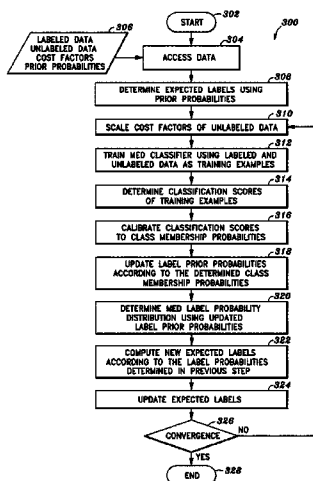 302
START
300
306
LABELED DATA
UNLABELED DATA
COST FACTORS
PRIOR PROBABILITIES
304
ACCESS DATA
308
DETERMINE EXPECTED LABELS USING
PRIOR PROBABILITIES
310
SCALE COST FACTORS OF UNLABELED DATA
312
TRAIN MED CLASSIFIER USING LABELED AND
UNLABELED DATA AS TRAINING EXAMPLES
314
DETERMINE CLASSIFICATION SCORES
OF TRAINING EXAMPLES
316
CALIBRATE CLASSIFICATION SCORES
TO CLASS MEMBERSHIP PROBABILITIES
318
UPDATE LABEL PRIOR PROBABILITIES
ACCORDING TO THE DETERMINED CLASS
MEMBERSHIP PROBABILITIES
320
DETERMINE MED LABEL PROBABILITY
DISTRIBUTION USING UPDATED
LABEL PRIOR PROBABILITIES
322
COMPUTE NEW EXPECTED LABELS
ACCORDING TO THE LABEL PROBABILITIES
DETERMINED IN PREVIOUS STEP
324
UPDATE EXPECTED LABELS
326
CONVERGENCE
NO
YES
END
328